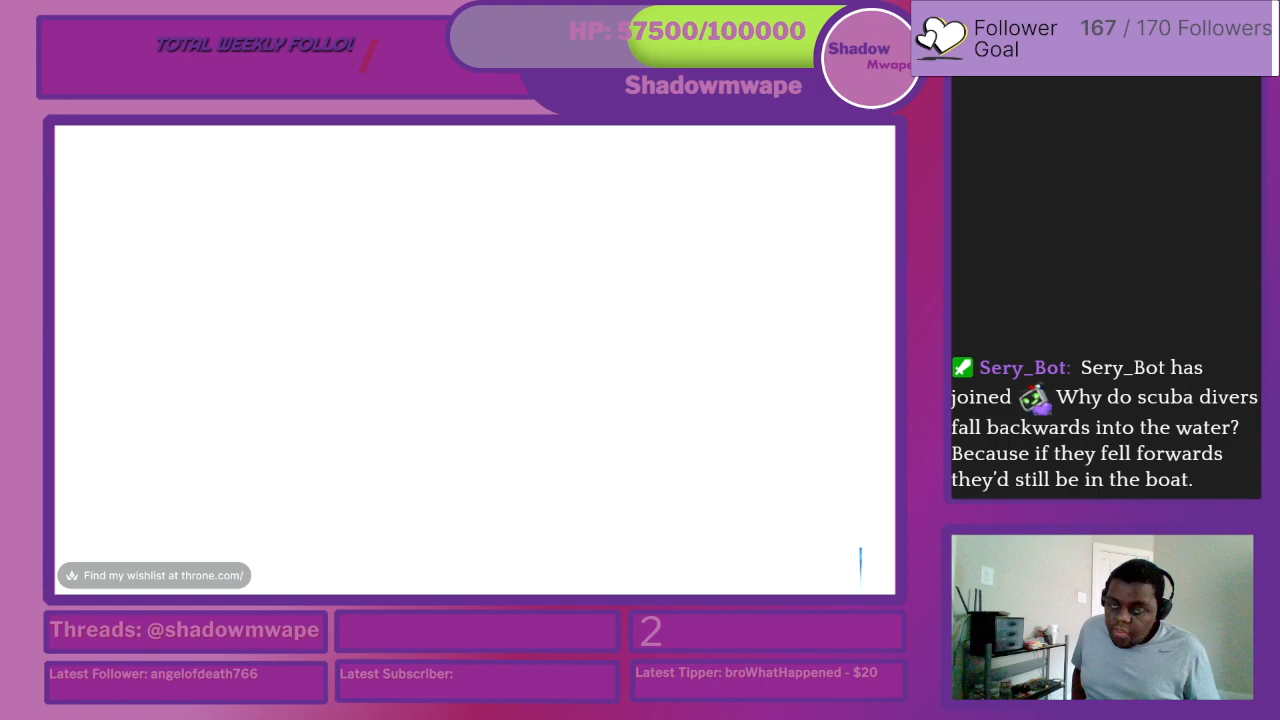 TOTAL WEEKLY FOLLO!
/
HP: 57500/100000
Shadowmwape
Shadow
Mwape
Follower Goal
167 / 170 Followers
Sery_Bot: Sery_Bot has
joined Why do scuba divers
fall backwards into the water?
Because if they fell forwards
they'd still be in the boat.
Find my wishlist at throne.com/
Threads: @shadowmwape
2
Latest Follower: angelofdeath766
Latest Subscriber:
Latest Tipper: broWhatHappened - $20